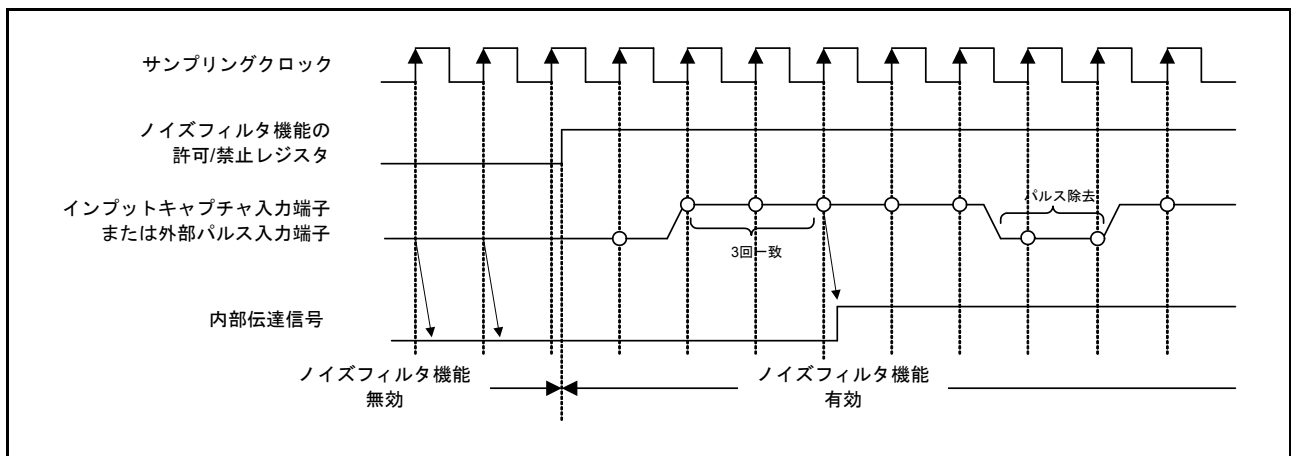 サンプリングクロック
ノイズフィルタ機能の
許可/禁止レジスタ
インプットキャプチャ入力端子
または外部パルス入力端子
パルス除去
3回一致
内部伝達信号
ノイズフィルタ機能
無効
ノイズフィルタ機能
有効